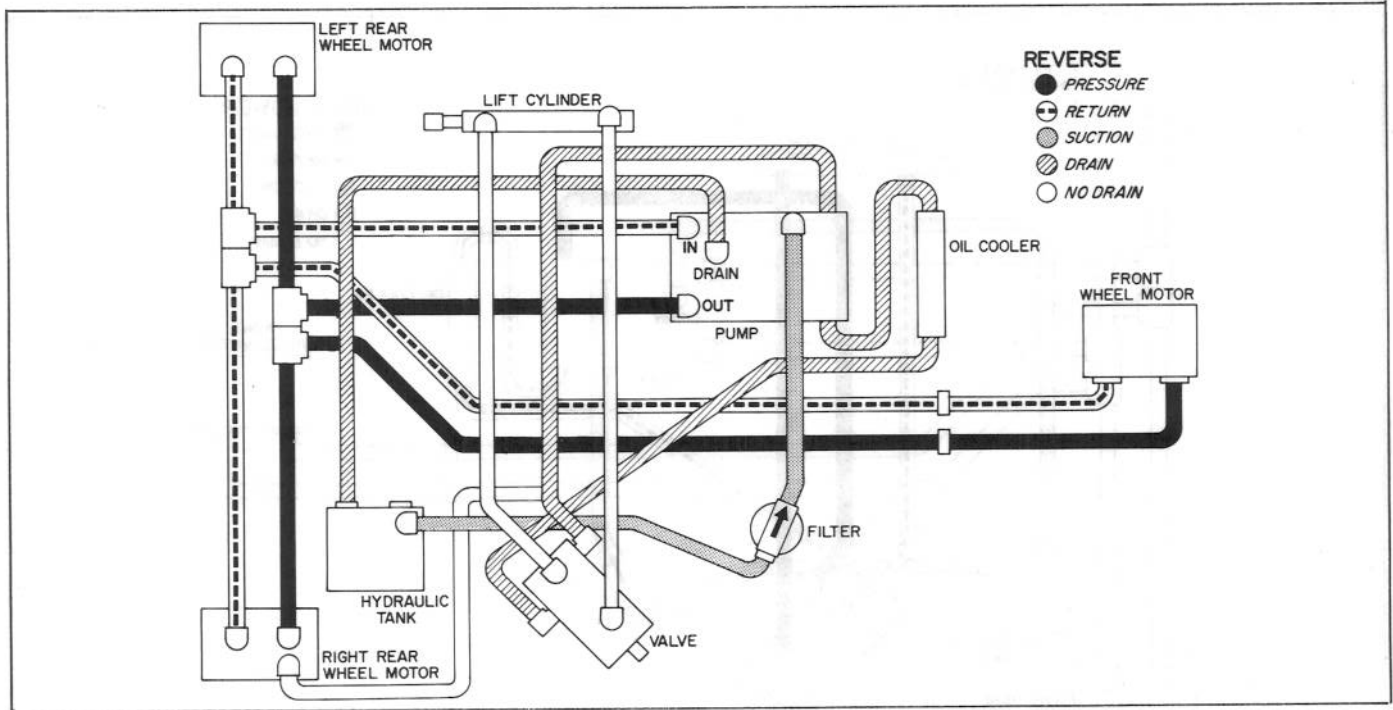 LEFT REAR
WHEEL MOTOR
REVERSE
PRESSURE
RETURN
SUCTION
DRAIN
NO DRAIN
LIFT CYLINDER
IN
DRAIN
OUT
PUMP
OIL COOLER
FRONT
WHEEL MOTOR
FILTER
HYDRAULIC
TANK
VALVE
RIGHT REAR
WHEEL MOTOR